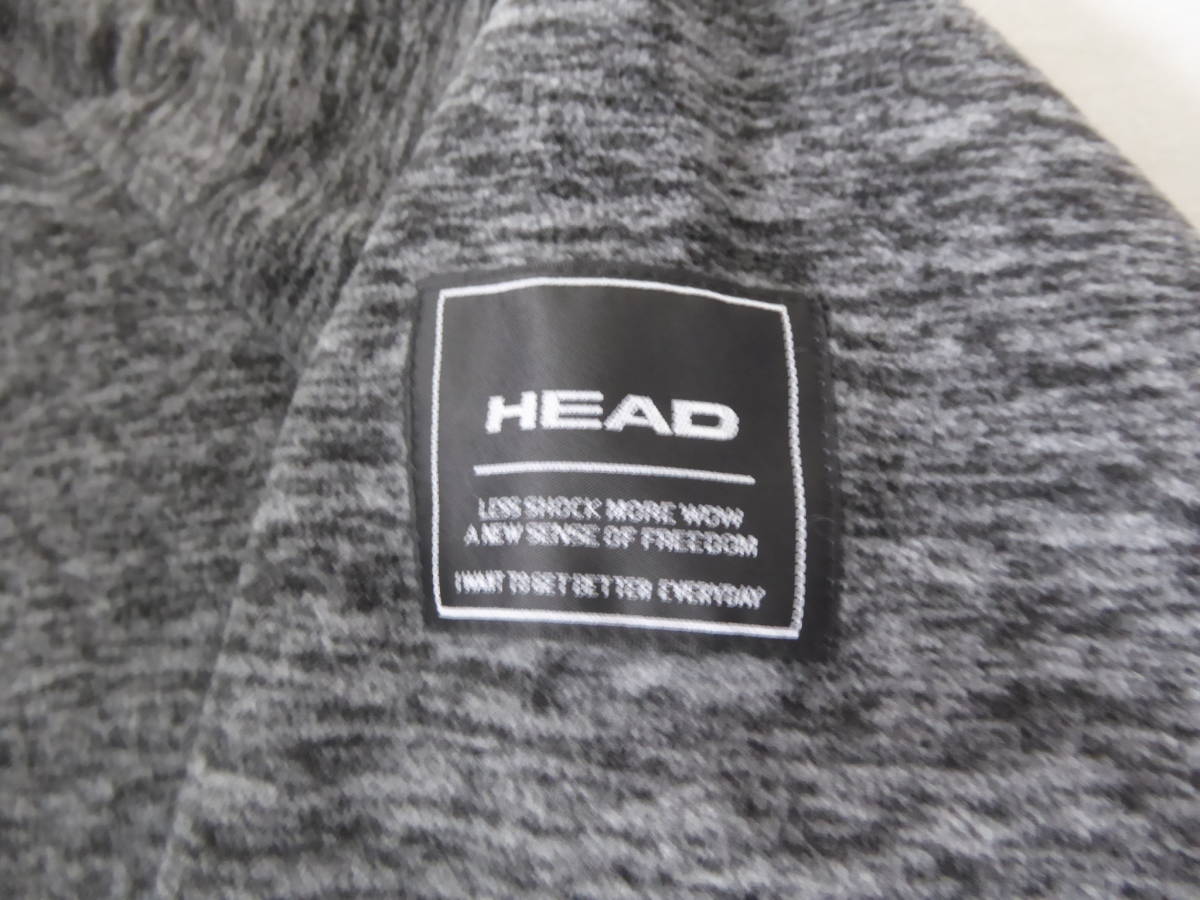 HEAD
LESS SHOCK MORE WOW
A NEW SENSE OF FREEDOM
I WANT TO GET BETTER EVERYDAY